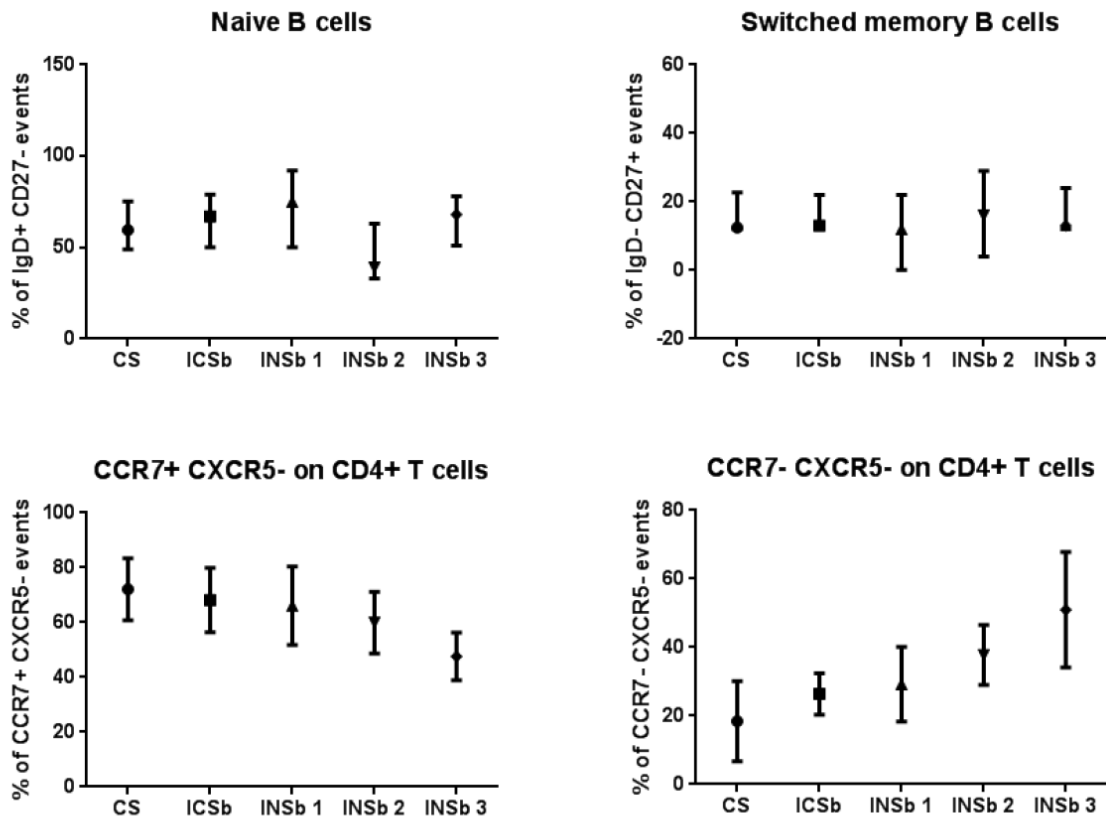 Naive B cells
% of IgD+ CD27- events
150
100
50
0
CS ICSb INSb 1 INSb 2 INSb 3
Switched memory B cells
% of IgD- CD27+ events
60
40
20
0
-20
CS ICSb INSb 1 INSb 2 INSb 3
CCR7+ CXCR5- on CD4+ T cells
% of CCR7+ CXCR5- events
100
80
60
40
20
0
CS ICSb INSb 1 INSb 2 INSb 3
CCR7- CXCR5- on CD4+ T cells
% of CCR7- CXCR5- events
80
60
40
20
0
CS ICSb INSb 1 INSb 2 INSb 3